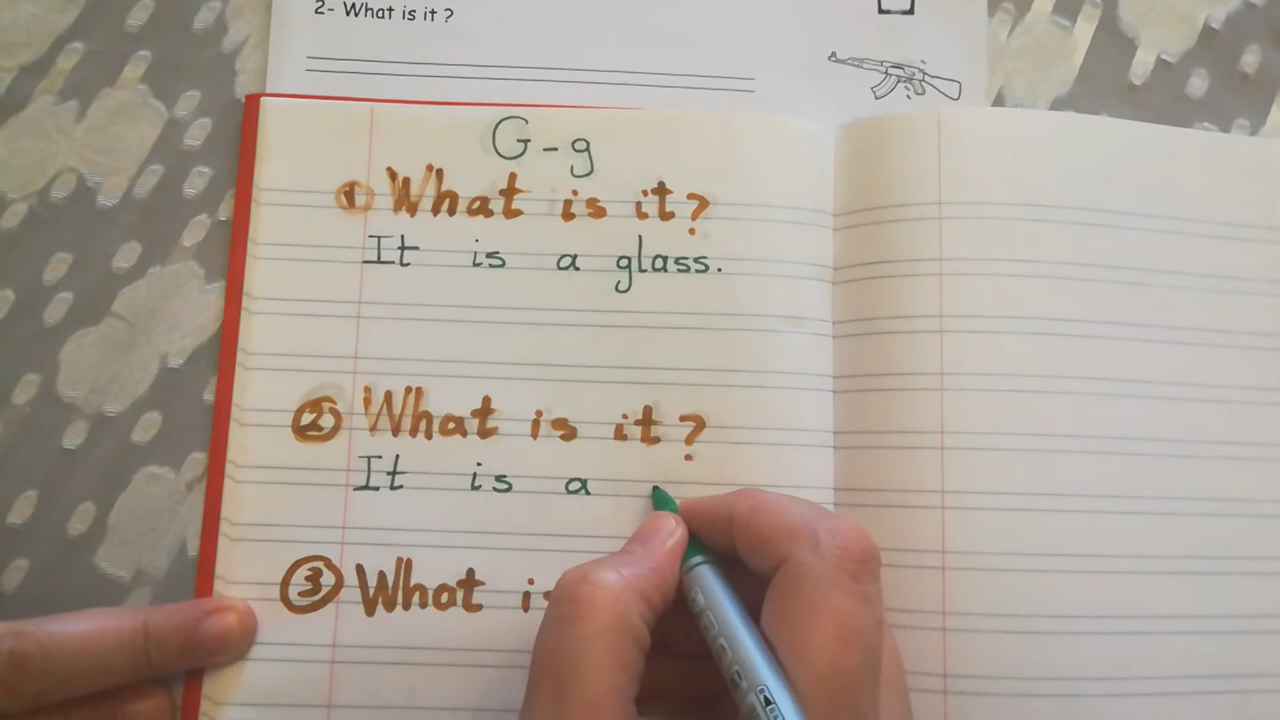 2- What is it ?
G-g
1 What is it?
It is a glass.
2 What is it?
It is a
3 What is